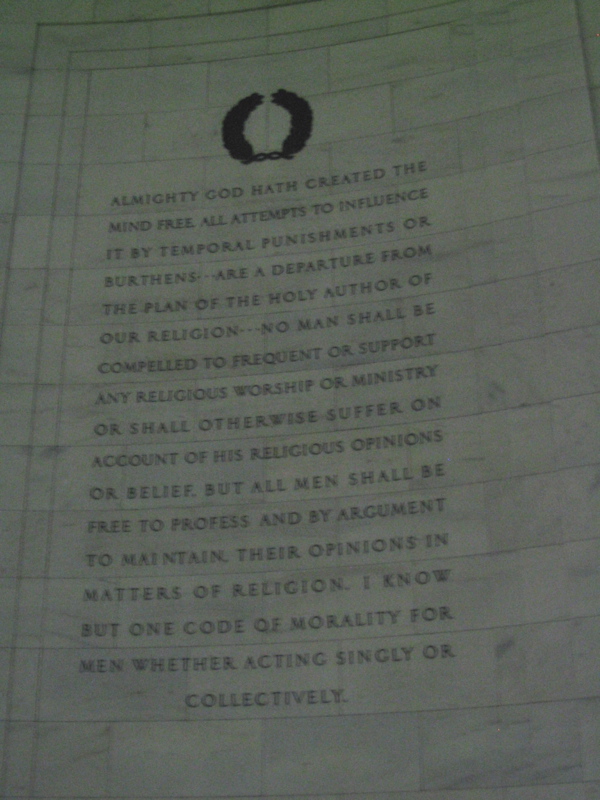 ALMIGHTY GOD HATH CREATED THE
MIND FREE. ALL ATTEMPTS TO INFLUENCE
IT BY TEMPORAL PUNISHMENTS OR
BURTHENS···ARE A DEPARTURE FROM
THE PLAN OF THE HOLY AUTHOR OF
OUR RELIGION···NO MAN SHALL BE
COMPELLED TO FREQUENT OR SUPPORT
ANY RELIGIOUS WORSHIP OR MINISTRY
OR SHALL OTHERWISE SUFFER ON
ACCOUNT OF HIS RELIGIOUS OPINIONS
OR BELIEF, BUT ALL MEN SHALL BE
FREE TO PROFESS AND BY ARGUMENT
TO MAINTAIN, THEIR OPINIONS IN
MATTERS OF RELIGION. I KNOW
BUT ONE CODE OF MORALITY FOR
MEN WHETHER ACTING SINGLY OR
COLLECTIVELY.